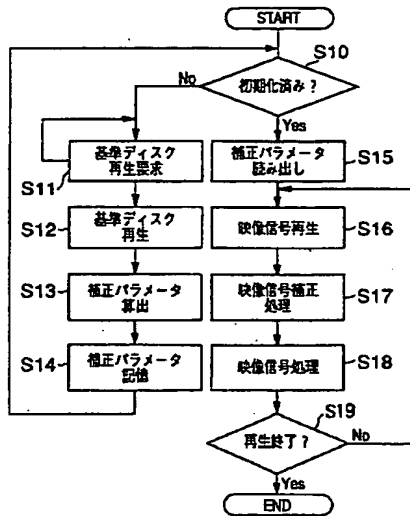 START
S10
初期化済み?
No
Yes
S11
基準ディスク
再生要求
補正パラメータ
読み出し
S15
S12
基準ディスク
再生
映像信号再生
S16
S13
補正パラメータ
算出
映像信号補正
処理
S17
S14
補正パラメータ
記憶
映像信号処理
S18
S19
再生終了?
No
Yes
END